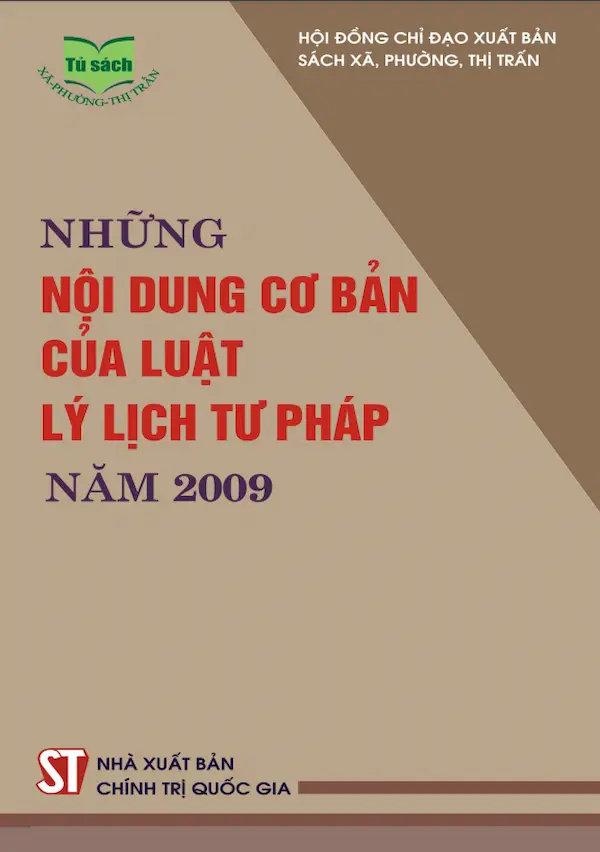 Tủ sách
XÃ-PHƯỜNG-THỊ TRẤN
HỘI ĐỒNG CHỈ ĐẠO XUẤT BẢN
SÁCH XÃ, PHƯỜNG, THỊ TRẤN
NHỮNG
NỘI DUNG CƠ BẢN
CỦA LUẬT
LÝ LỊCH TƯ PHÁP
NĂM 2009
ST
NHÀ XUẤT BẢN
CHÍNH TRỊ QUỐC GIA